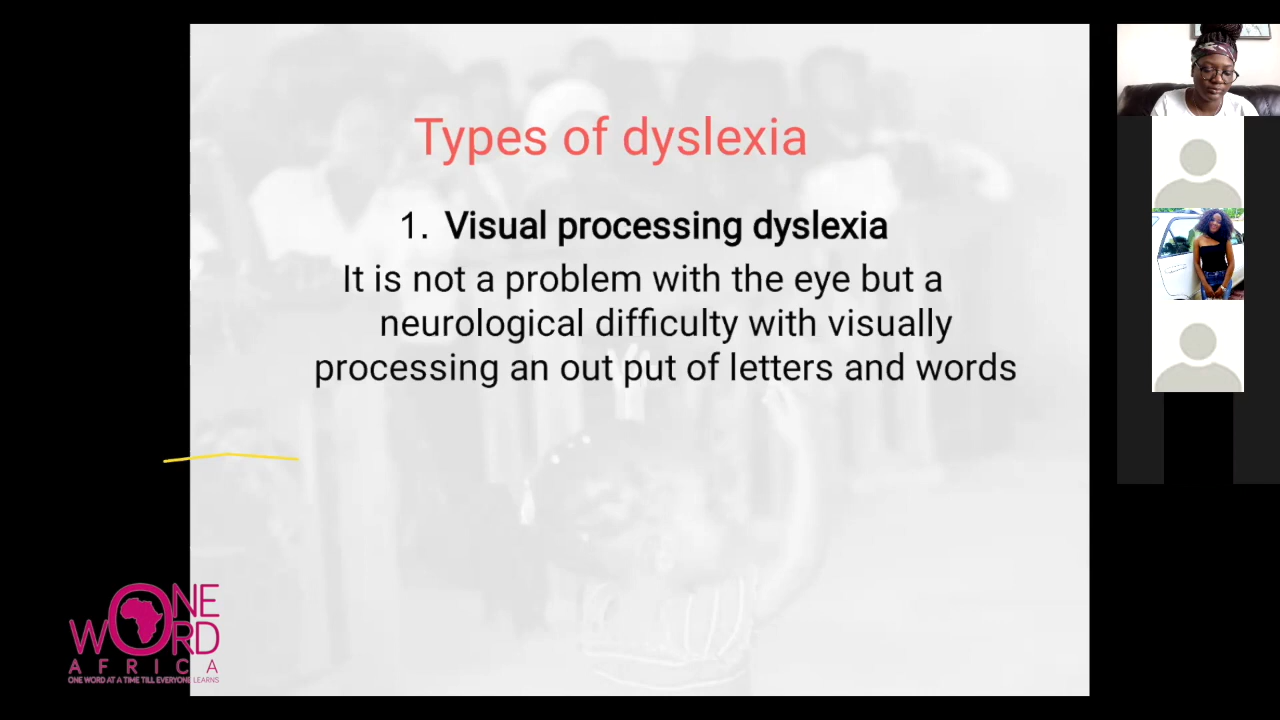 Types of dyslexia
1. Visual processing dyslexia
It is not a problem with the eye but a
neurological difficulty with visually
processing an out put of letters and words
ONE
WORD
AFRICA
ONE WORD AT A TIME TILL EVERYONE LEARNS